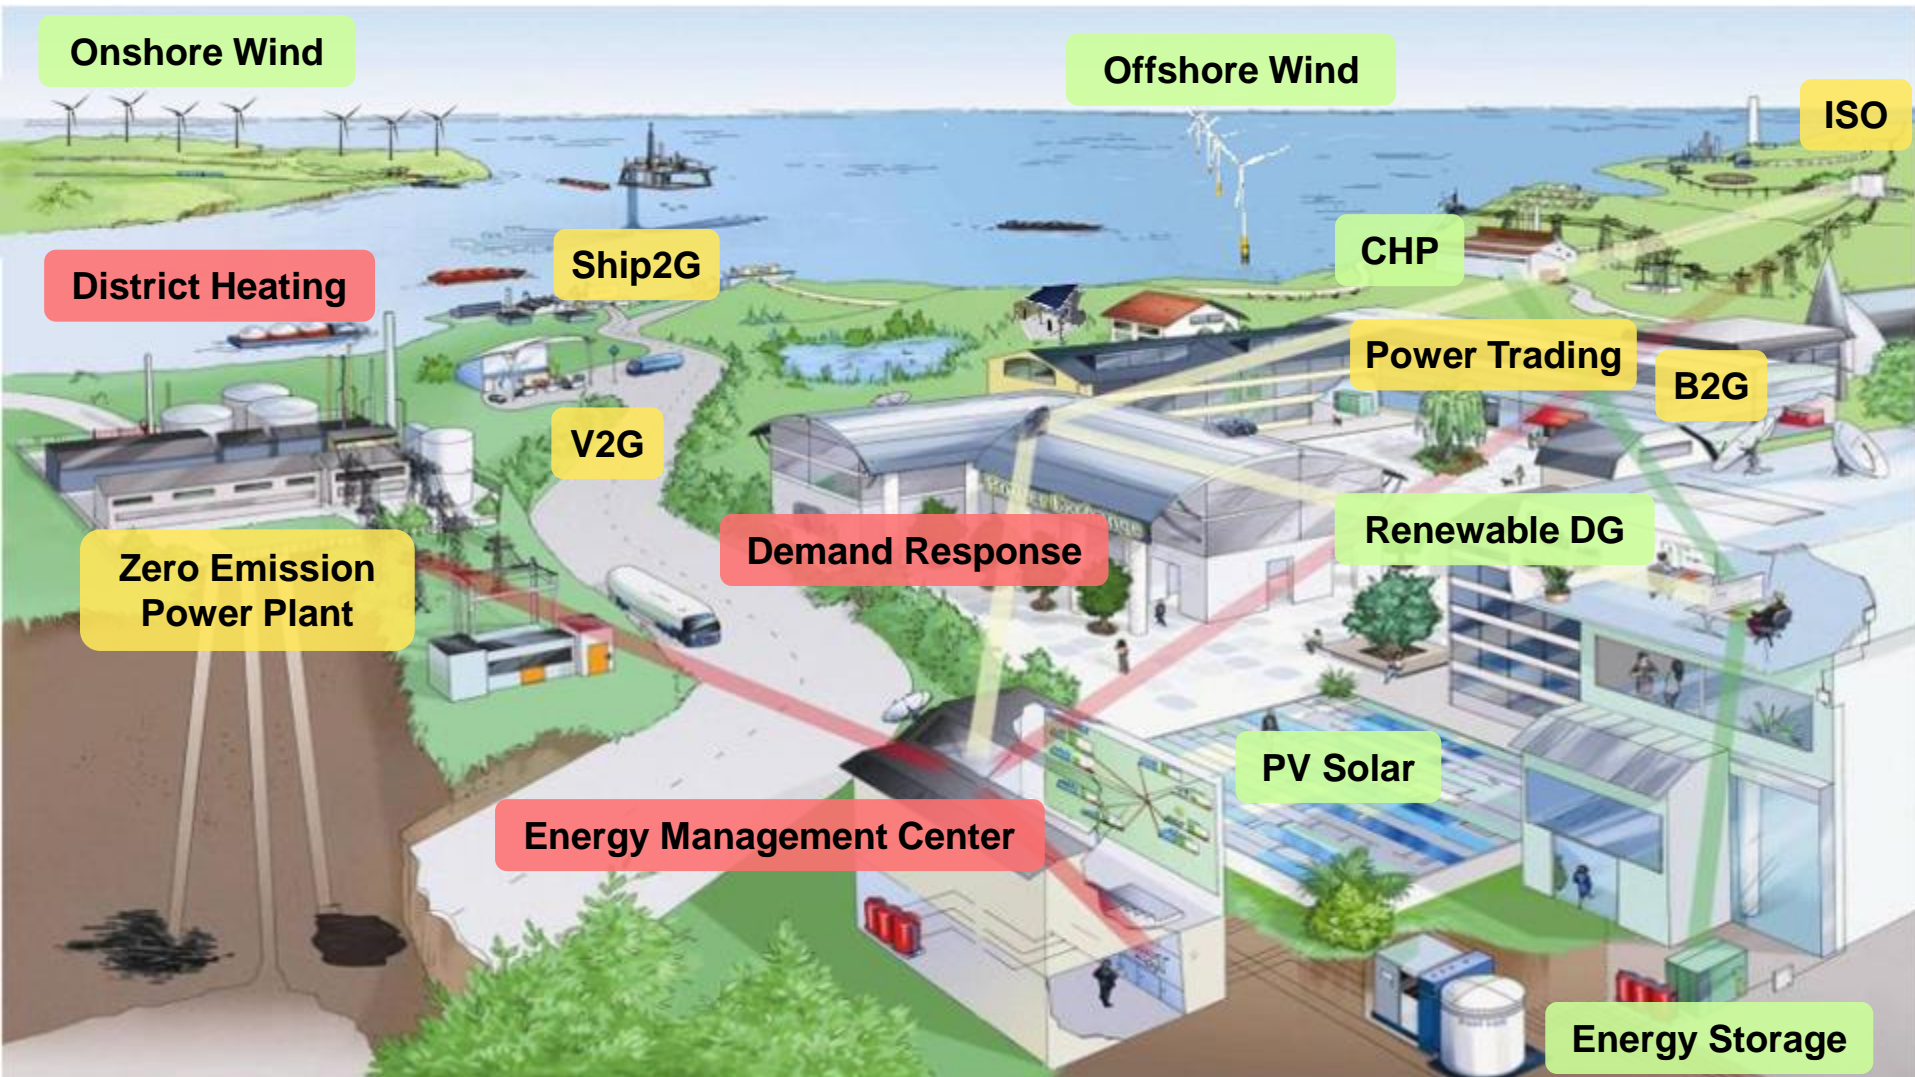 Onshore Wind
Offshore Wind
ISO
CHP
Ship2G
District Heating
Power Trading
B2G
V2G
Renewable DG
Demand Response
Zero Emission
Power Plant
PV Solar
Energy Management Center
Energy Storage